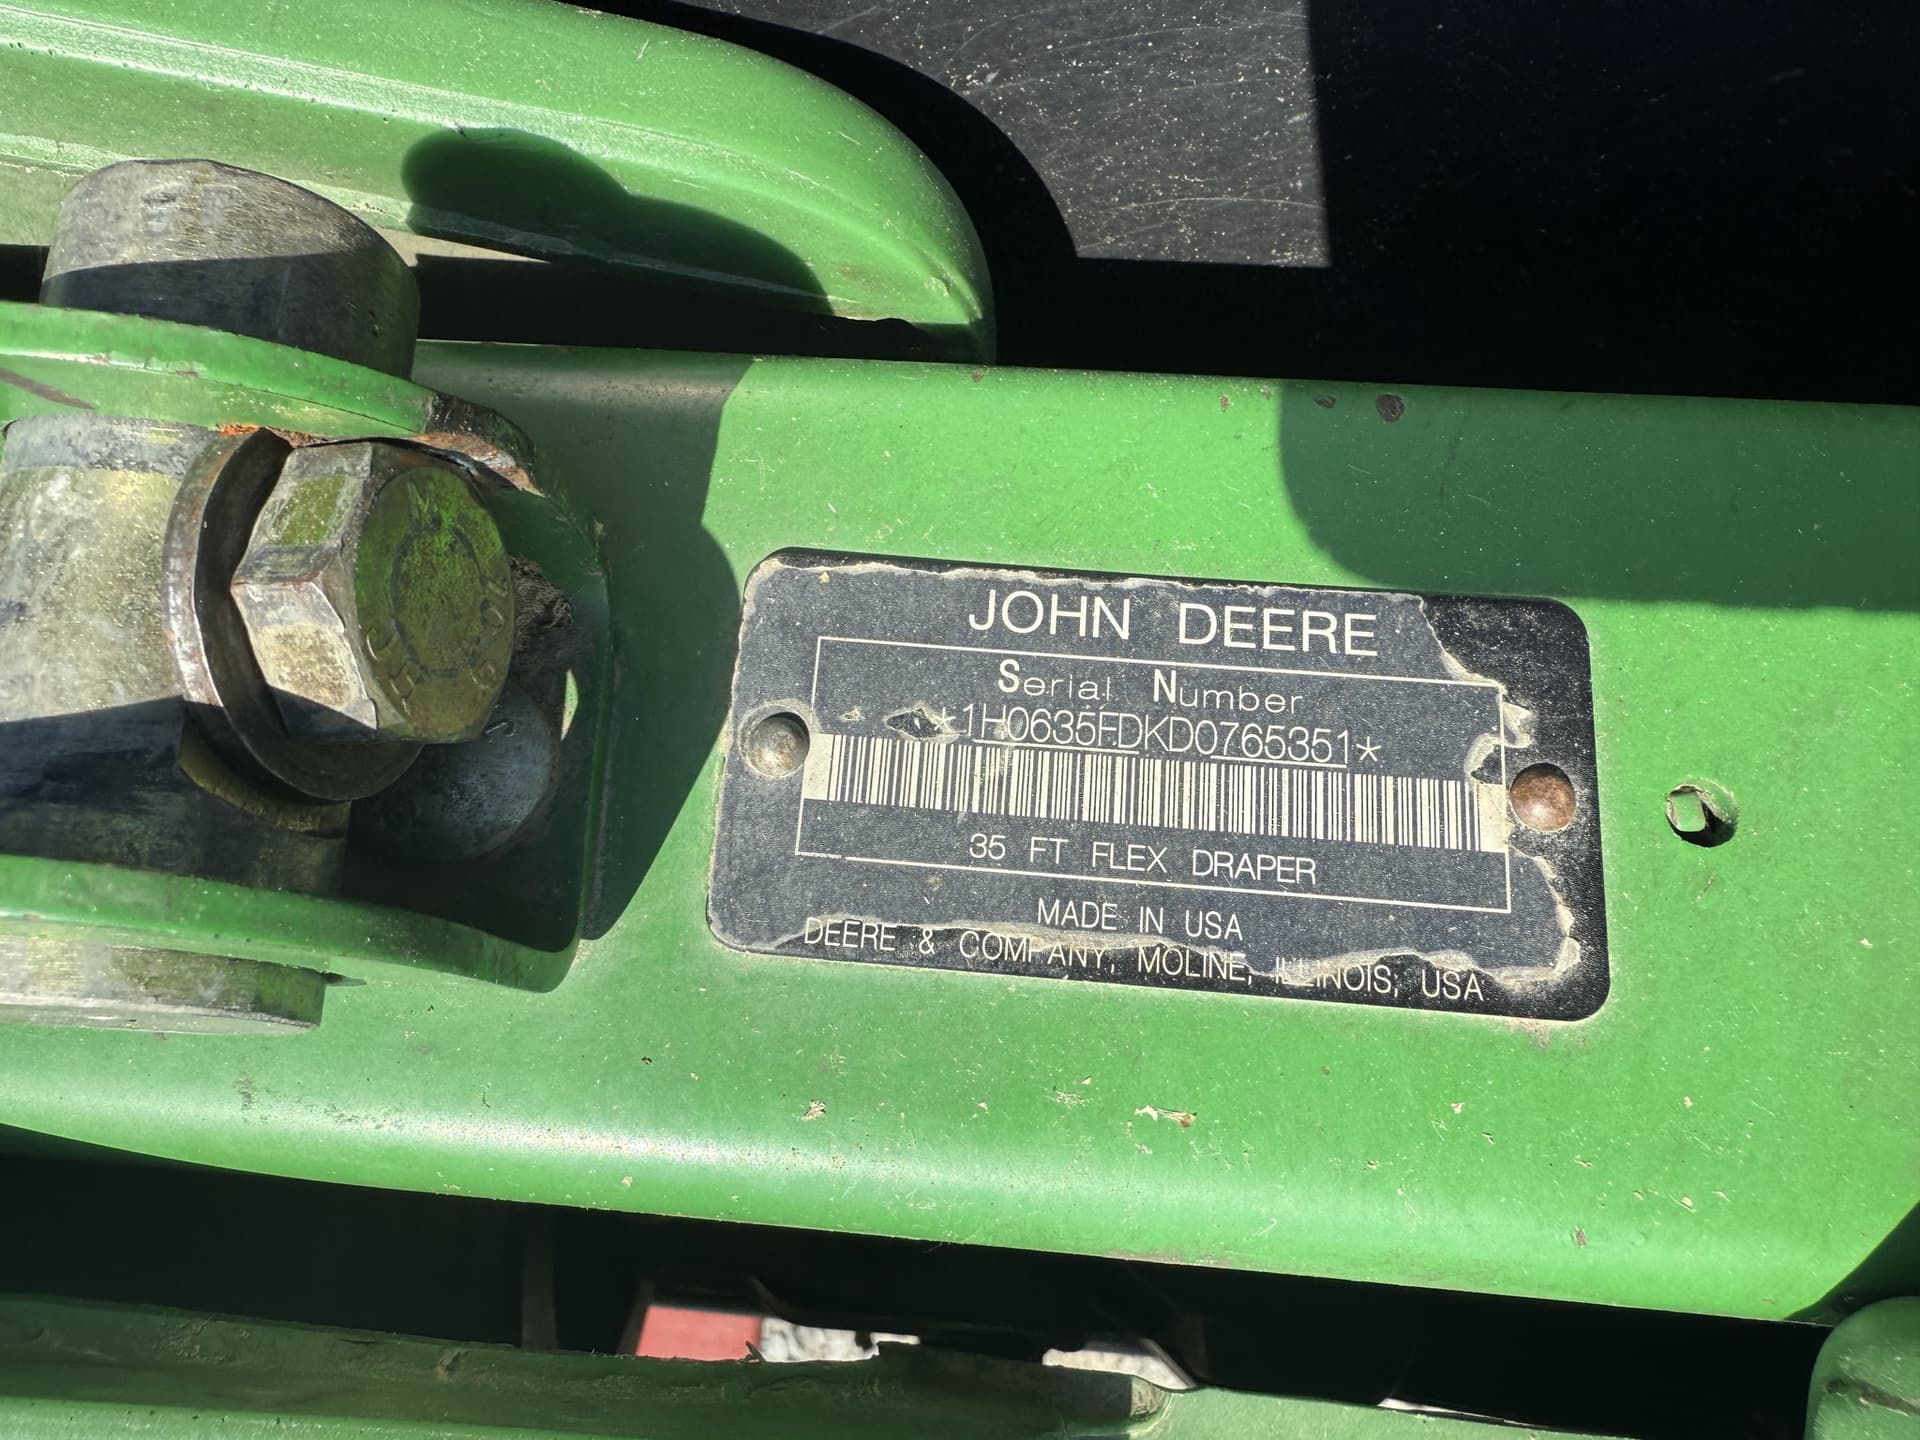 JOHN DEERE
Serial Number
*1H0635FDKD0765351*
35 FT FLEX DRAPER
MADE IN USA
DEERE & COMPANY, MOLINE, ILLINOIS, USA